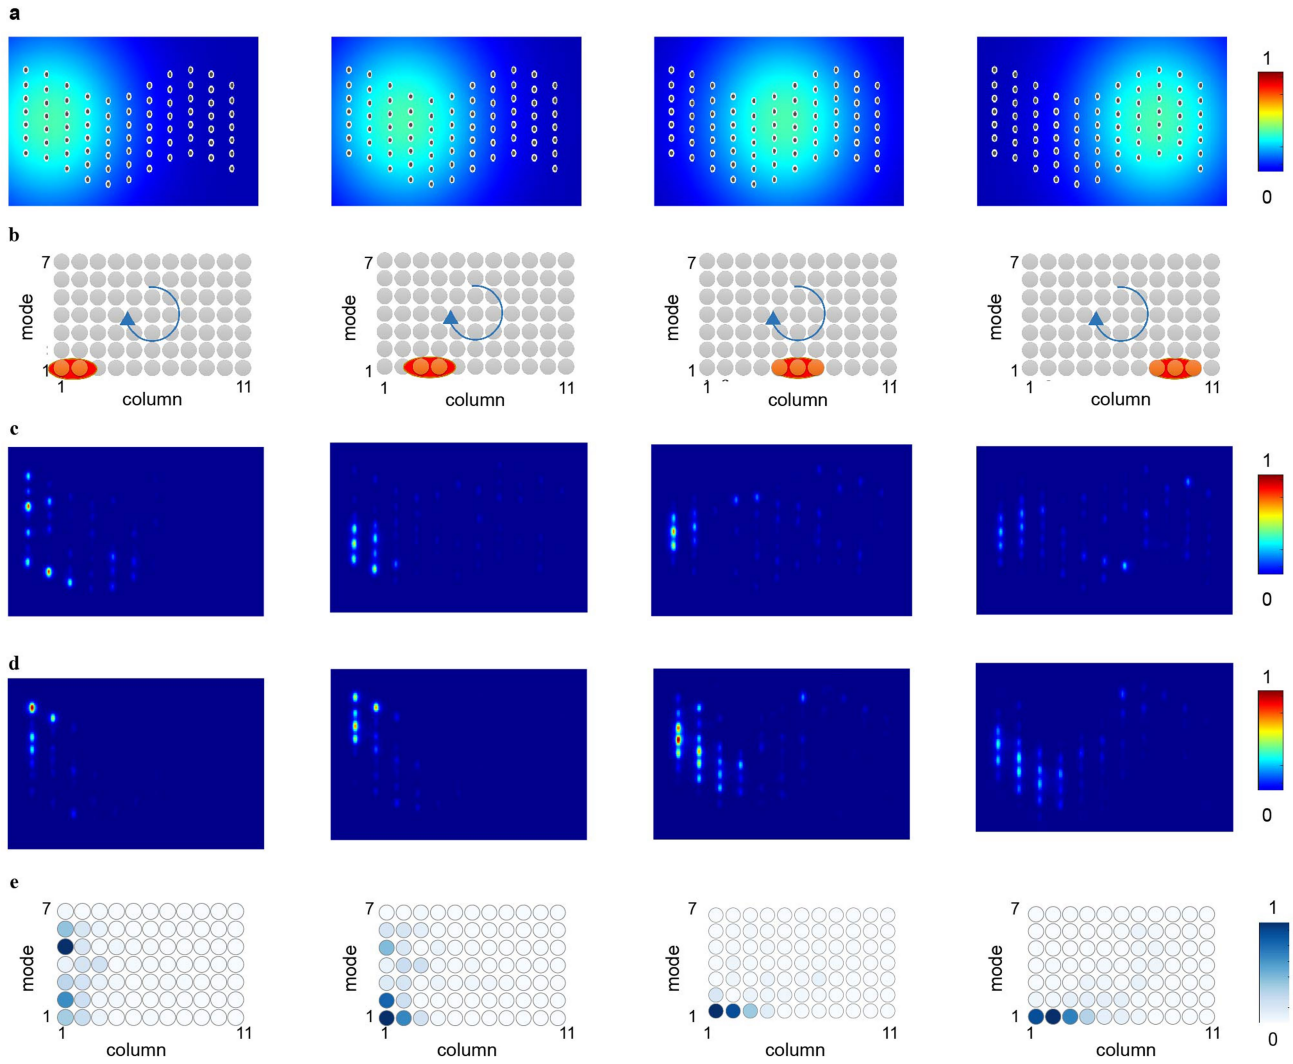 a
1
0
b
7 7 7 7
mode mode mode mode
1 1 1 1
1 11 1 11 1 11 1 11
column column column column
c
1
0
d
1
0
e
7 7 7 7 1
mode mode mode mode
1 1 1 1
1 11 1 11 1 11 1 11 0
column column column column